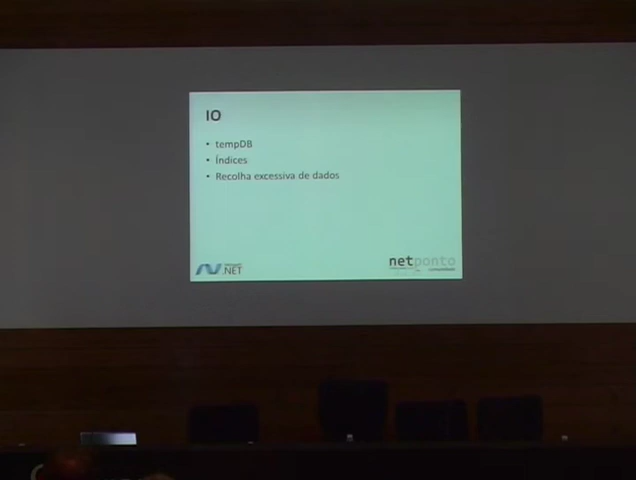 IO
• tempDB
• Índices
• Recolha excessiva de dados
.NET
netponto